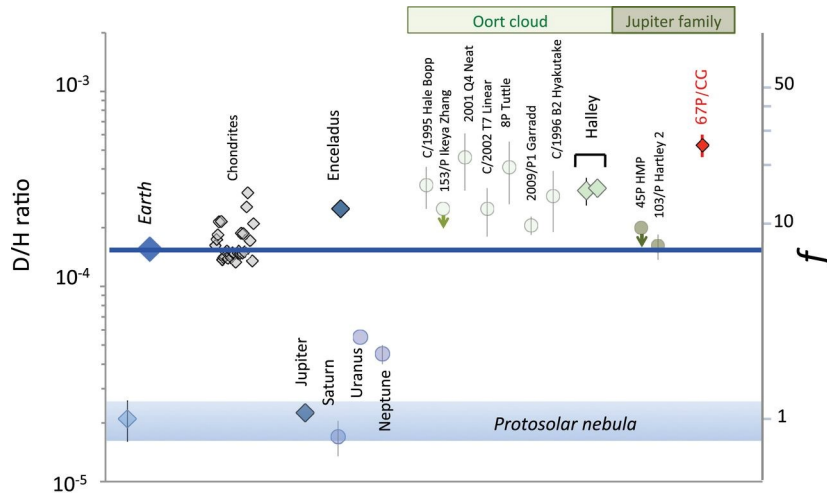 Oort cloud
Jupiter family
D/H ratio
10-3
10-4
10-5
Earth
Chondrites
Enceladus
Jupiter
Saturn
Uranus
Neptune
C/1995 Hale Bopp
153/P Ikeya Zhang
2001 Q4 Neat
C/2002 T7 Linear
8P Tuttle
2009/P1 Garradd
C/1996 B2 Hyakutake
Halley
45P HMP
103/P Hartley 2
67P/CG
Protosolar nebula
50
10
1
f